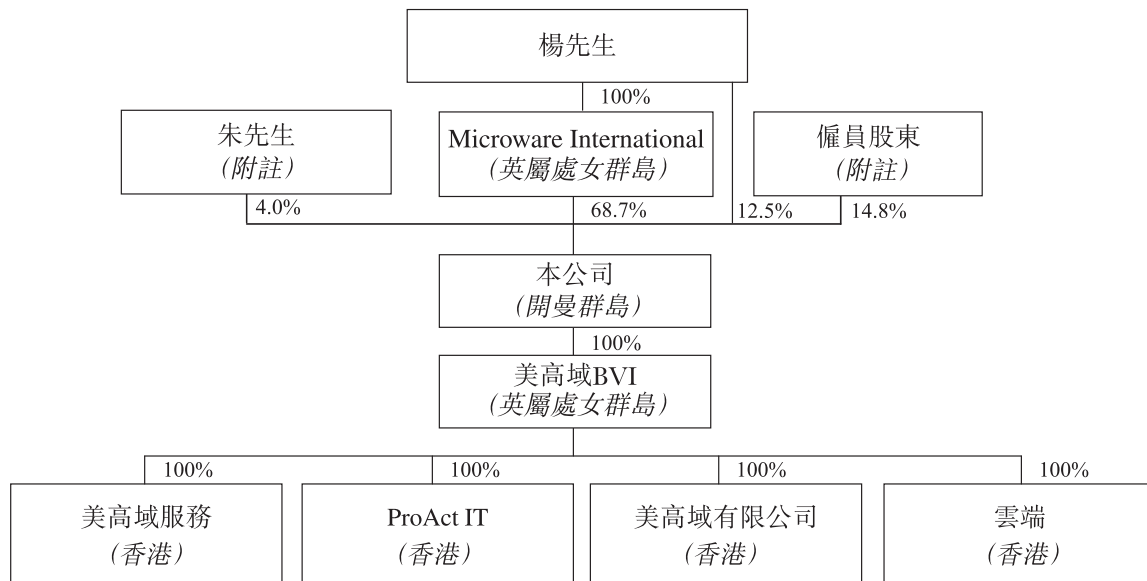 楊先生
100%
朱先生
(附註)
Microware International
(英屬處女群島)
僱員股東
(附註)
4.0%
68.7%
12.5%
14.8%
本公司
(開曼群島)
100%
美高域BVI
(英屬處女群島)
100%
100%
100%
100%
美高域服務
(香港)
ProAct IT
(香港)
美高域有限公司
(香港)
雲端
(香港)